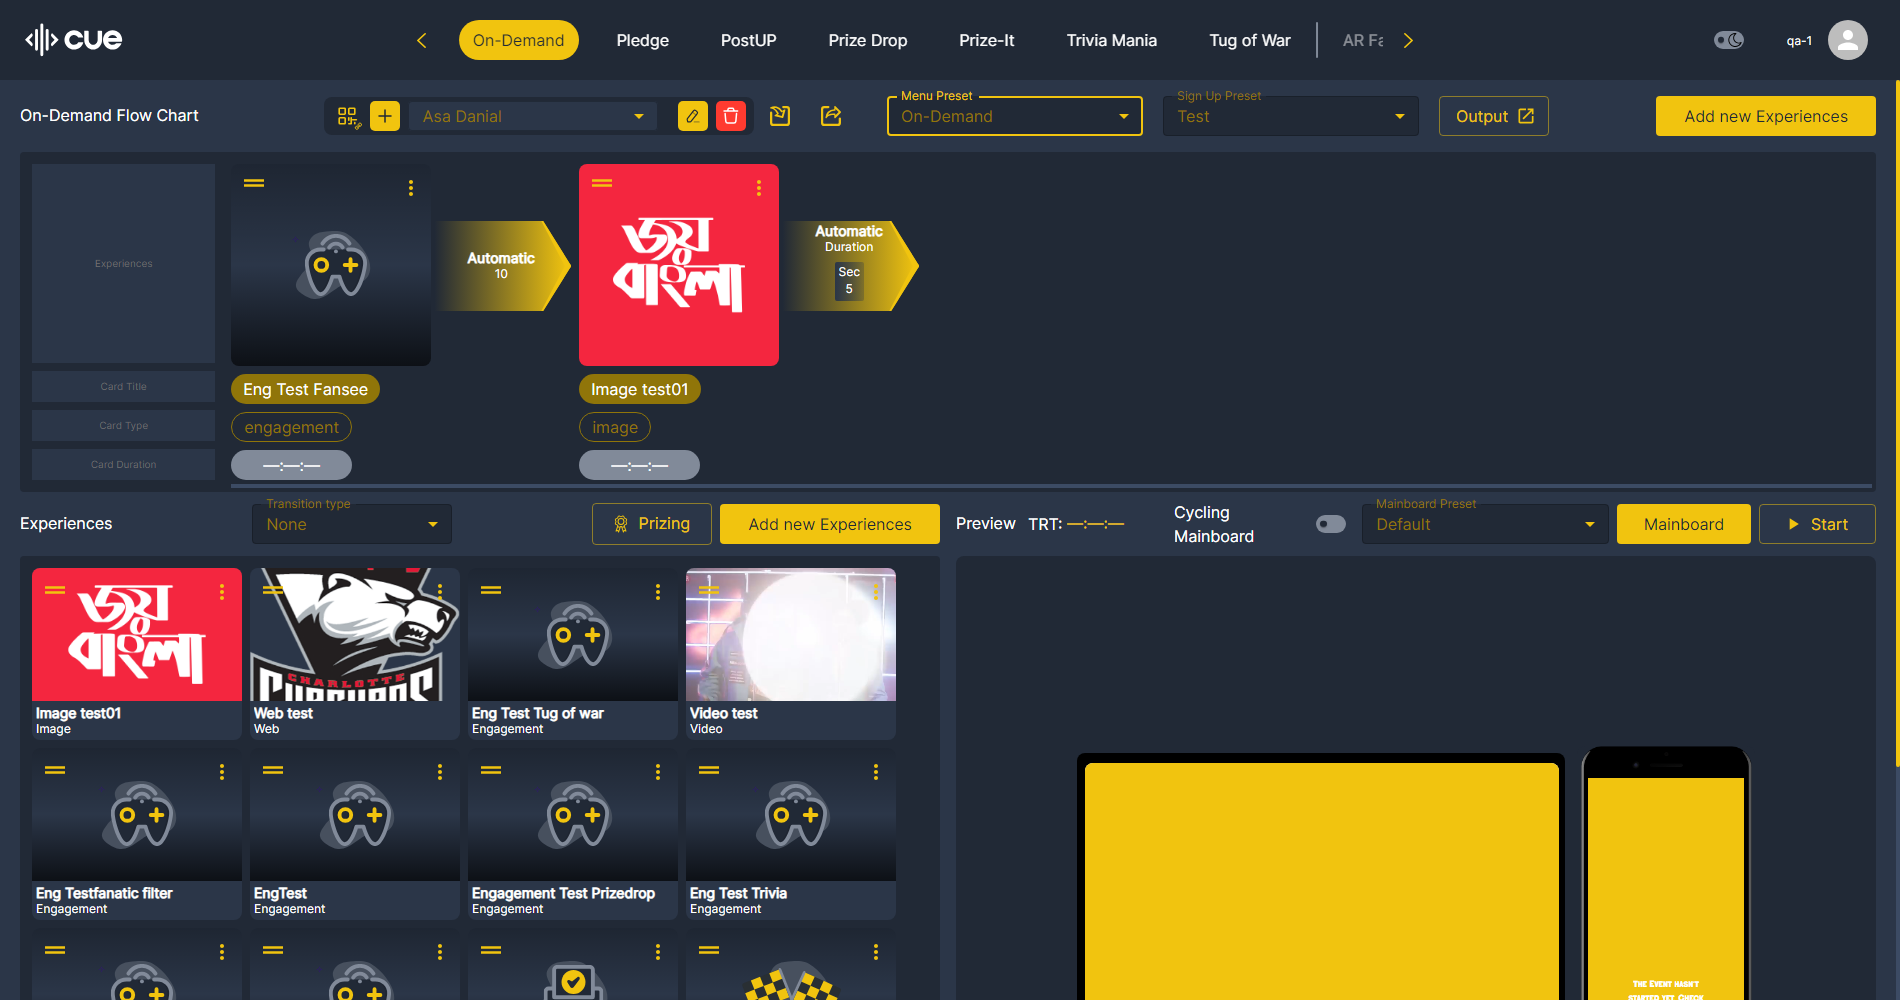 cue
On-Demand
Pledge
PostUP
Prize Drop
Prize-It
Trivia Mania
Tug of War
AR Fa
qa-1
On-Demand Flow Chart
Asa Danial
Menu Preset
On-Demand
Sign Up Preset
Test
Output
Add new Experiences
Experiences
Automatic
10
জয়
বাংলা
Automatic
Duration
Sec
5
Card Title
Eng Test Fansee
Image test01
Card Type
engagement
image
Card Duration
—:—:—
—:—:—
Experiences
Transition type
None
Prizing
Add new Experiences
Preview
TRT: —:—:—
Cycling
Mainboard
Mainboard Preset
Default
Mainboard
Start
জয়
বাংলা
CHARLOTTE
Image test01
Image
Web test
Web
Eng Test Tug of war
Engagement
Video test
Video
Eng Testfanatic filter
Engagement
EngTest
Engagement
Engagement Test Prizedrop
Engagement
Eng Test Trivia
Engagement
The Event hasn't
started yet. Check